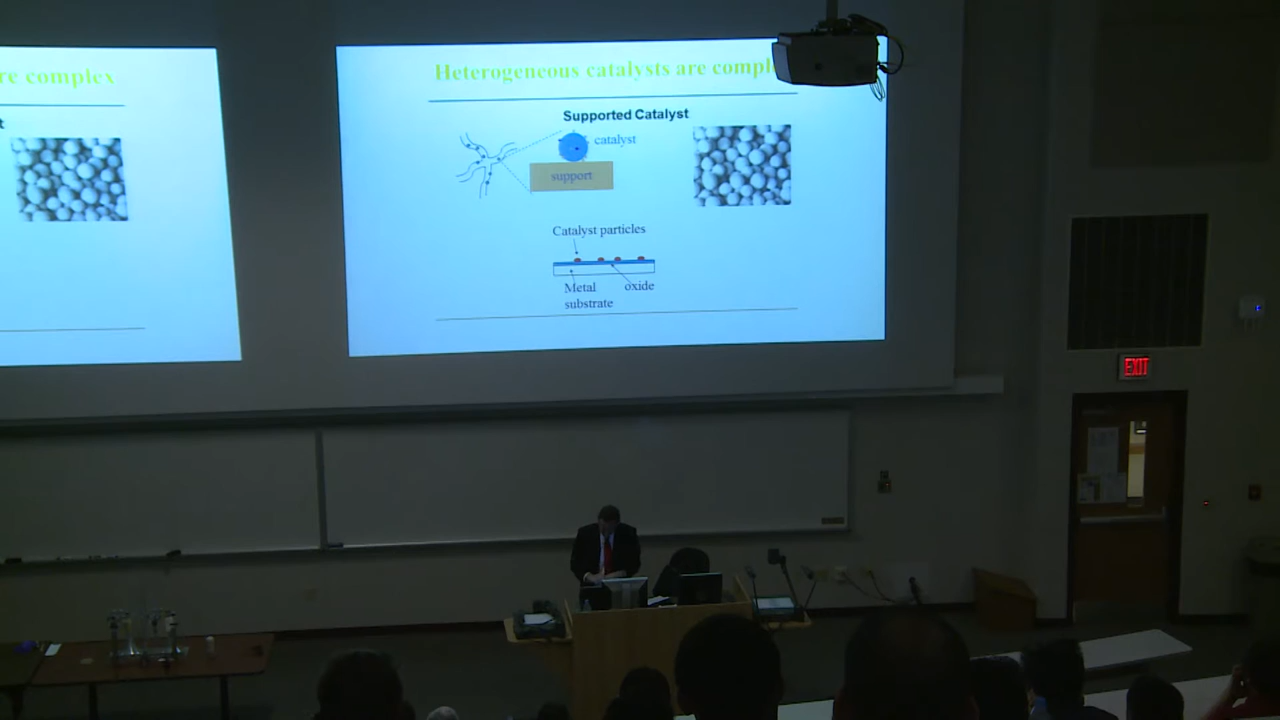 re complex
t
Heterogeneous catalysts are compl
Supported Catalyst
catalyst
support
Catalyst particles
Metal
substrate
oxide
EXIT